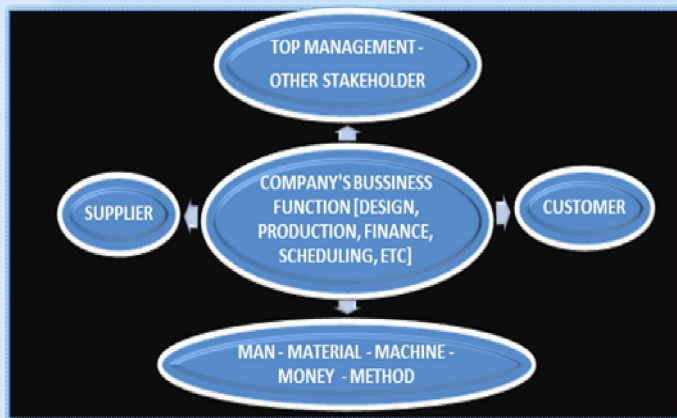 TOP MANAGEMENT -
OTHER STAKEHOLDER
SUPPLIER
COMPANY'S BUSSINESS
FUNCTION [DESIGN,
PRODUCTION, FINANCE,
SCHEDULING, ETC]
CUSTOMER
MAN - MATERIAL - MACHINE -
MONEY - METHOD